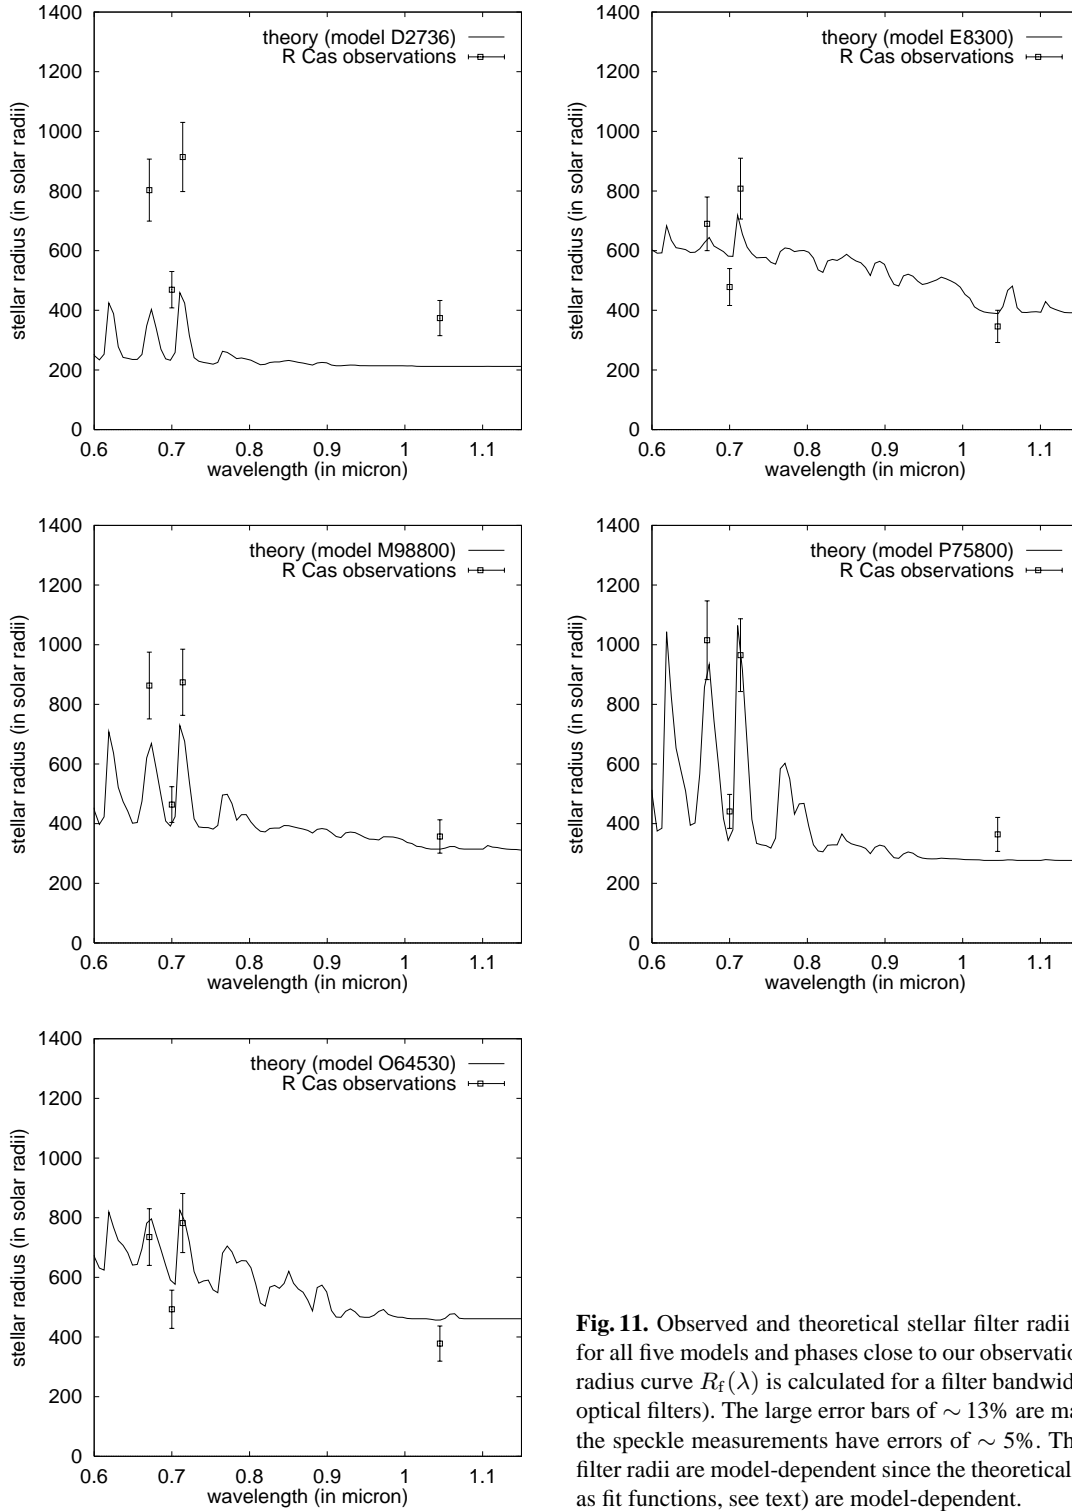 1400
1200
1000
800
600
400
200
0
0.6 0.7 0.8 0.9 1 1.1
stellar radius (in solar radii)
wavelength (in micron)
theory (model D2736)
R Cas observations
1400
1200
1000
800
600
400
200
0
0.6 0.7 0.8 0.9 1 1.1
stellar radius (in solar radii)
wavelength (in micron)
theory (model E8300)
R Cas observations
1400
1200
1000
800
600
400
200
0
0.6 0.7 0.8 0.9 1 1.1
stellar radius (in solar radii)
wavelength (in micron)
theory (model M98800)
R Cas observations
1400
1200
1000
800
600
400
200
0
0.6 0.7 0.8 0.9 1 1.1
stellar radius (in solar radii)
wavelength (in micron)
theory (model P75800)
R Cas observations
1400
1200
1000
800
600
400
200
0
0.6 0.7 0.8 0.9 1 1.1
stellar radius (in solar radii)
wavelength (in micron)
theory (model O64530)
R Cas observations
Fig. 11. Observed and theoretical stellar filter radii
for all five models and phases close to our observatio
radius curve R_f(λ) is calculated for a filter bandwid
optical filters). The large error bars of ∼ 13% are ma
the speckle measurements have errors of ∼ 5%. Th
filter radii are model-dependent since the theoretical
as fit functions, see text) are model-dependent.